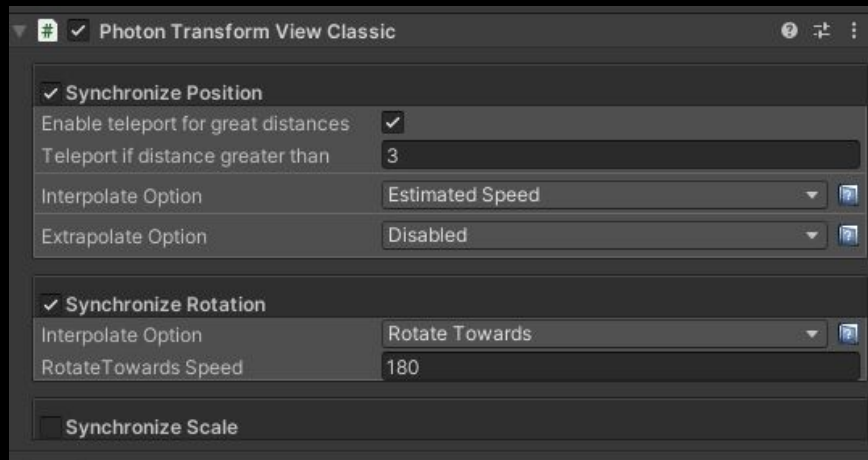 # Photon Transform View Classic
Synchronize Position
Enable teleport for great distances
Teleport if distance greater than 3
Interpolate Option Estimated Speed ?
Extrapolate Option Disabled ?
Synchronize Rotation
Interpolate Option Rotate Towards ?
RotateTowards Speed 180
Synchronize Scale